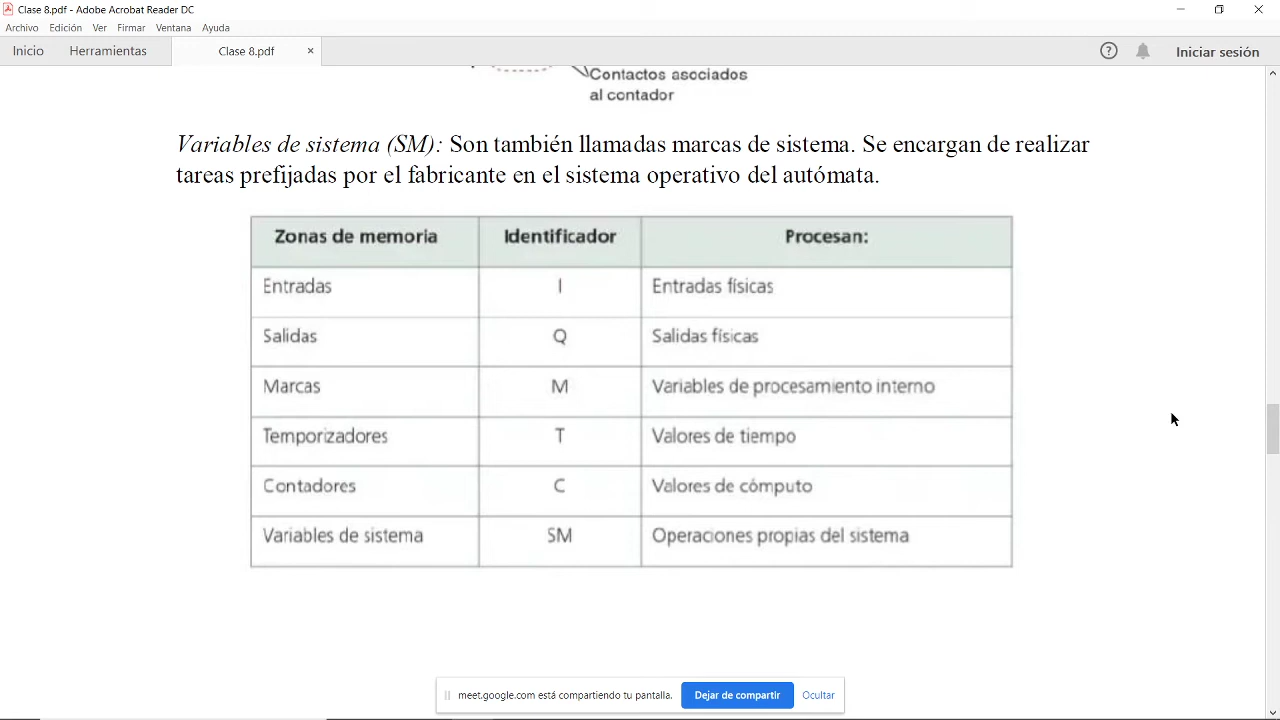 Clase 8.pdf - Adobe Acrobat Reader DC
Archivo Edición Ver Firmar Ventana Ayuda
Inicio Herramientas Clase 8.pdf × ? Iniciar sesión
Contactos asociados
al contador
Variables de sistema (SM): Son también llamadas marcas de sistema. Se encargan de realizar
tareas prefijadas por el fabricante en el sistema operativo del autómata.
Zonas de memoria Identificador Procesan:
Entradas I Entradas físicas
Salidas Q Salidas físicas
Marcas M Variables de procesamiento interno
Temporizadores T Valores de tiempo
Contadores C Valores de cómputo
Variables de sistema SM Operaciones propias del sistema
meet.google.com está compartiendo tu pantalla. Dejar de compartir Ocultar